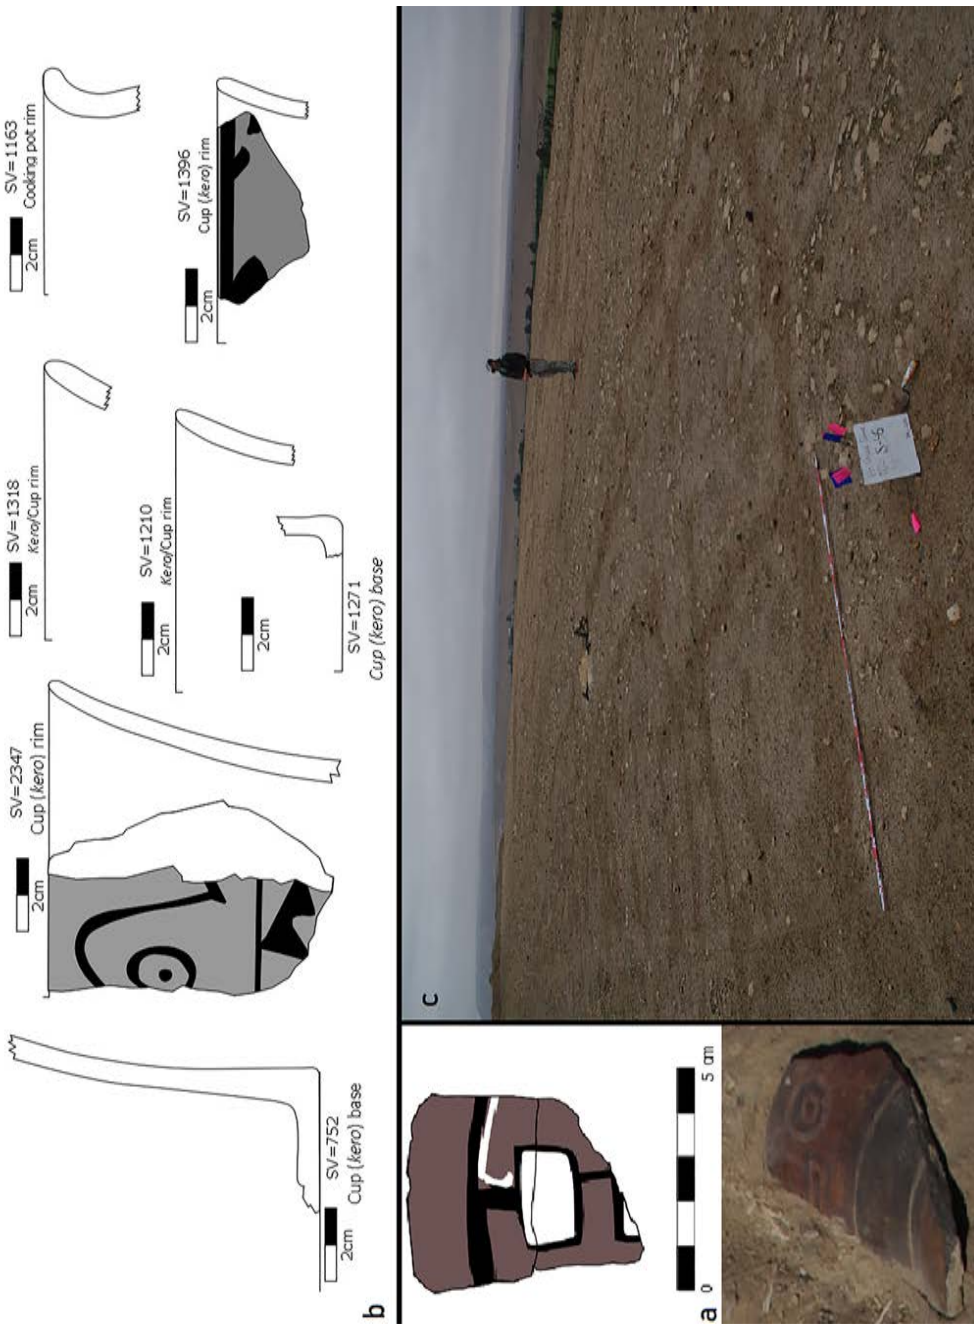 SV=2347
Cup (kero) rim
2cm
SV=1318
Kero/Cup rim
2cm
SV=1163
Cooking pot rim
2cm
SV=1210
Kero/Cup rim
2cm
SV=1396
Cup (kero) rim
2cm
2cm
SV=1271
Cup (kero) base
SV=752
Cup (kero) base
2cm
b
c
0 5 cm
a